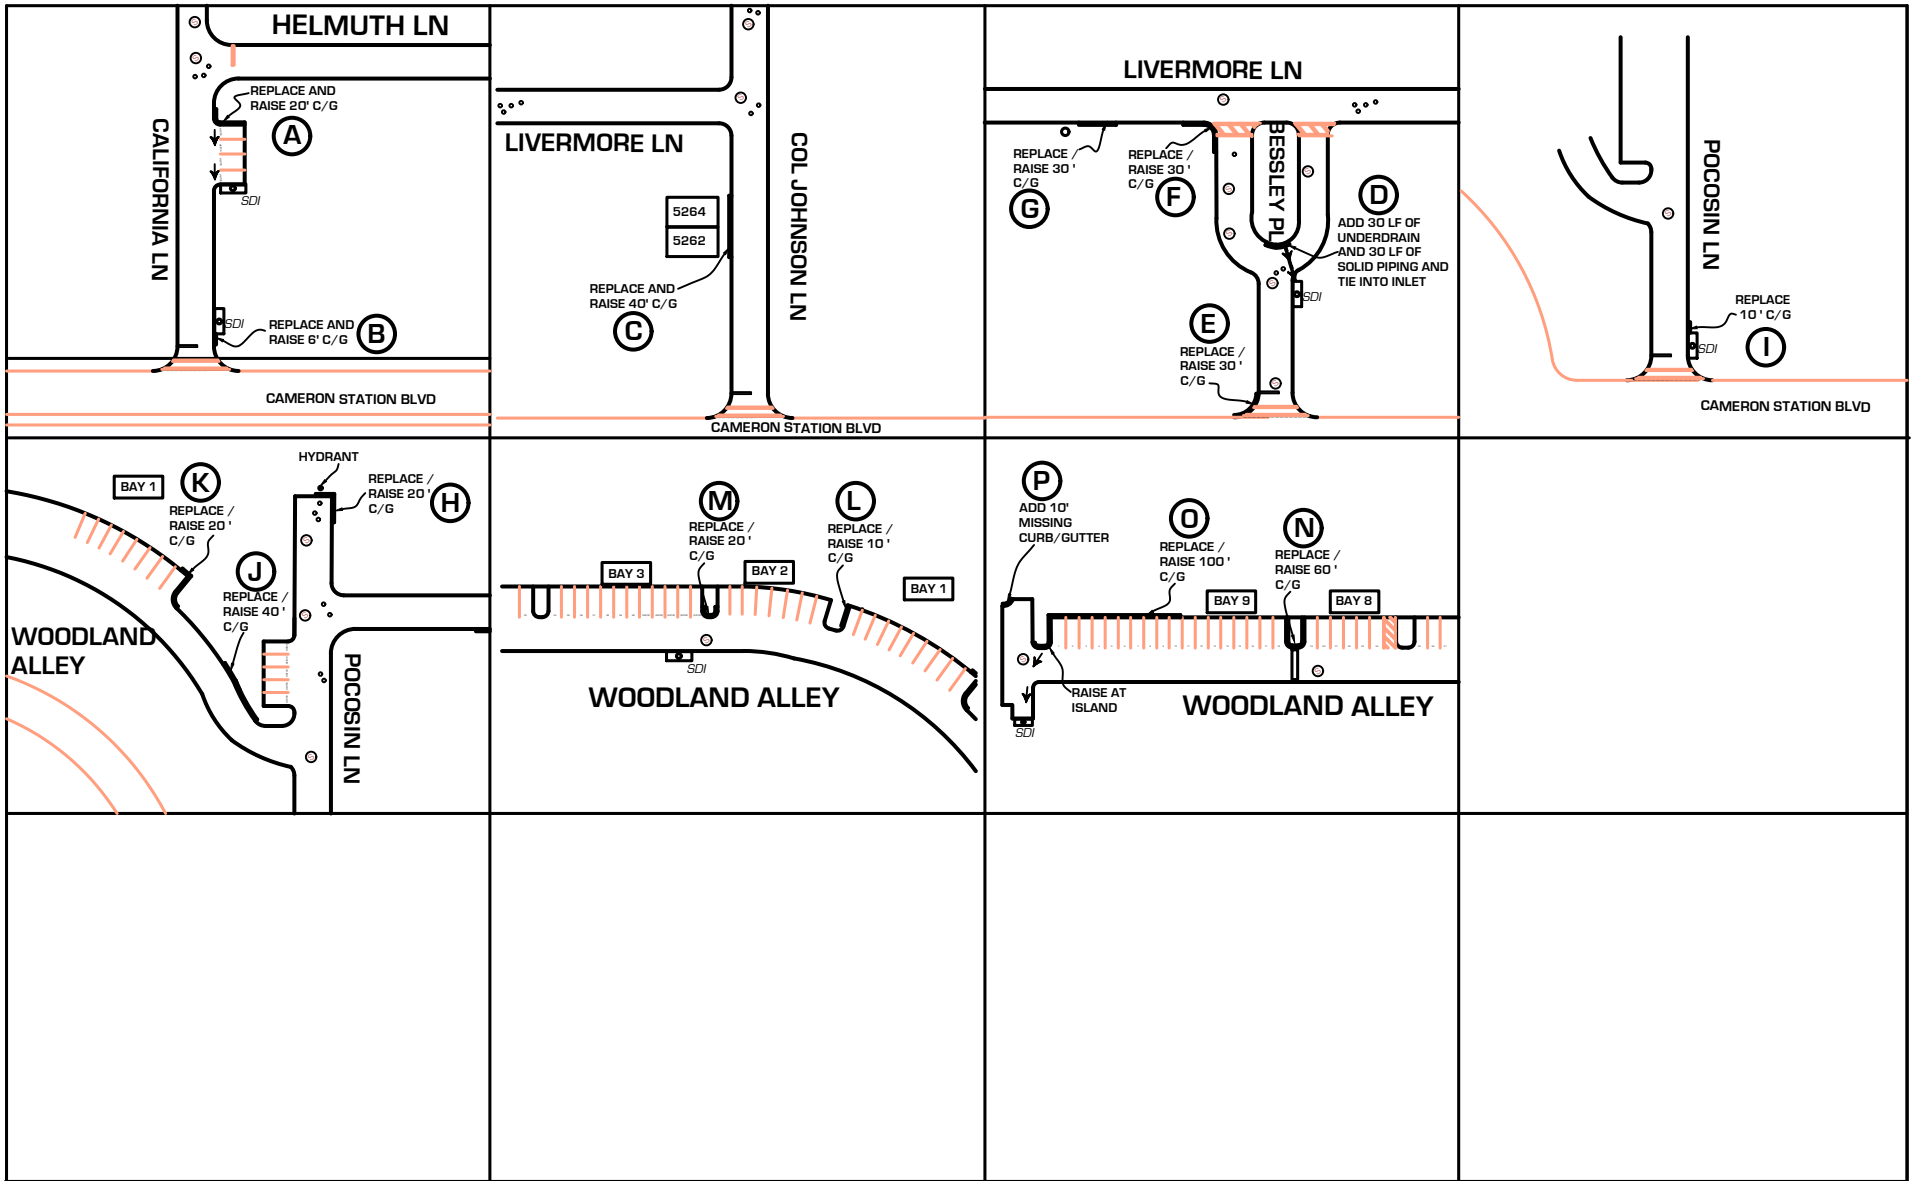 HELMUTH LN
REPLACE AND
RAISE 20' C/G
A
CALIFORNIA LN
SDI
SDI
REPLACE AND
RAISE 6' C/G
B
CAMERON STATION BLVD
LIVERMORE LN
COL JOHNSON LN
5264
5262
REPLACE AND
RAISE 40' C/G
C
CAMERON STATION BLVD
LIVERMORE LN
BESSLEY PL
REPLACE /
RAISE 30 '
C/G
G
REPLACE /
RAISE 30 '
C/G
F
D
ADD 30 LF OF
UNDERDRAIN
AND 30 LF OF
SOLID PIPING AND
TIE INTO INLET
SDI
E
REPLACE /
RAISE 30 '
C/G
POCOSIN LN
REPLACE
10 ' C/G
SDI
I
CAMERON STATION BLVD
HYDRANT
BAY 1
K
REPLACE /
RAISE 20 '
C/G
REPLACE /
RAISE 20 '
C/G
H
J
REPLACE /
RAISE 40 '
C/G
WOODLAND
ALLEY
POCOSIN LN
M
REPLACE /
RAISE 20 '
C/G
L
REPLACE /
RAISE 10 '
C/G
BAY 3
BAY 2
BAY 1
SDI
WOODLAND ALLEY
P
ADD 10'
MISSING
CURB/GUTTER
O
REPLACE /
RAISE 100 '
C/G
N
REPLACE /
RAISE 60 '
C/G
BAY 9
BAY 8
RAISE AT
ISLAND
SDI
WOODLAND ALLEY